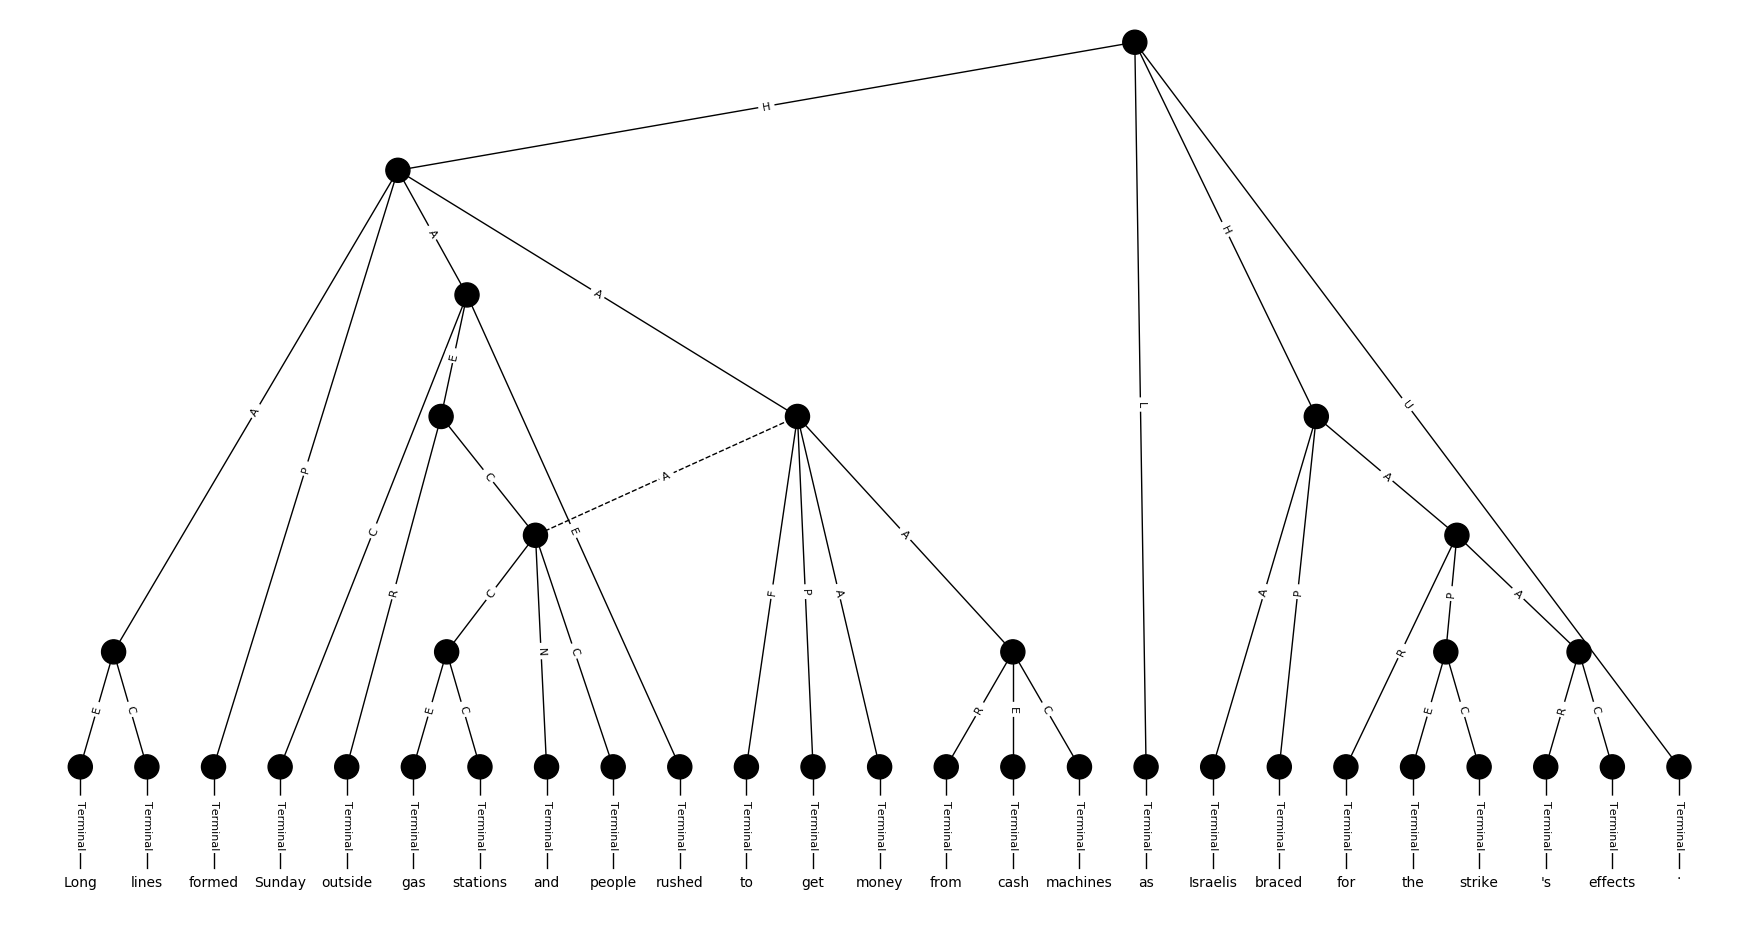 H
A
A
E
A
A
P
L
H
U
C
A
A
P
C
R
E
A
F
P
A
A
P
R
P
A
C
N
C
E
C
E
C
R
E
C
E
C
R
C
Terminal Terminal Terminal Terminal Terminal Terminal Terminal Terminal Terminal Terminal Terminal Terminal Terminal Terminal Terminal Terminal Terminal Terminal Terminal Terminal Terminal Terminal Terminal Terminal Terminal
Long lines formed Sunday outside gas stations and people rushed to get money from cash machines as Israelis braced for the strike 's effects .